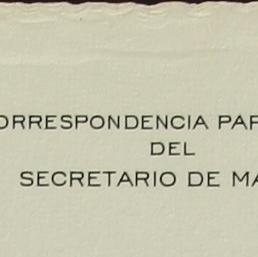 ORRESPONDENCIA PAR
DEL
SECRETARIO DE MA